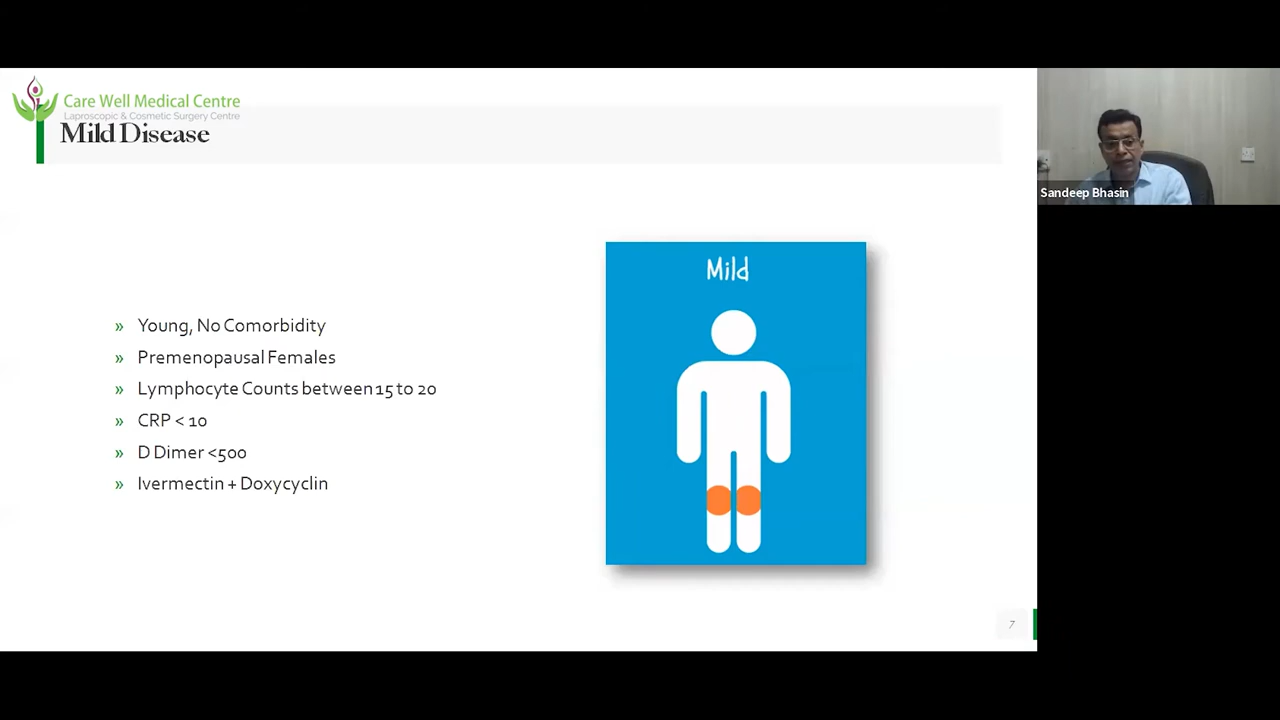 Care Well Medical Centre
Laproscopic & Cosmetic Surgery Centre
Mild Disease
» Young, No Comorbidity
» Premenopausal Females
» Lymphocyte Counts between 15 to 20
» CRP < 10
» D Dimer <500
» Ivermectin + Doxycyclin
Mild
7
Sandeep Bhasin